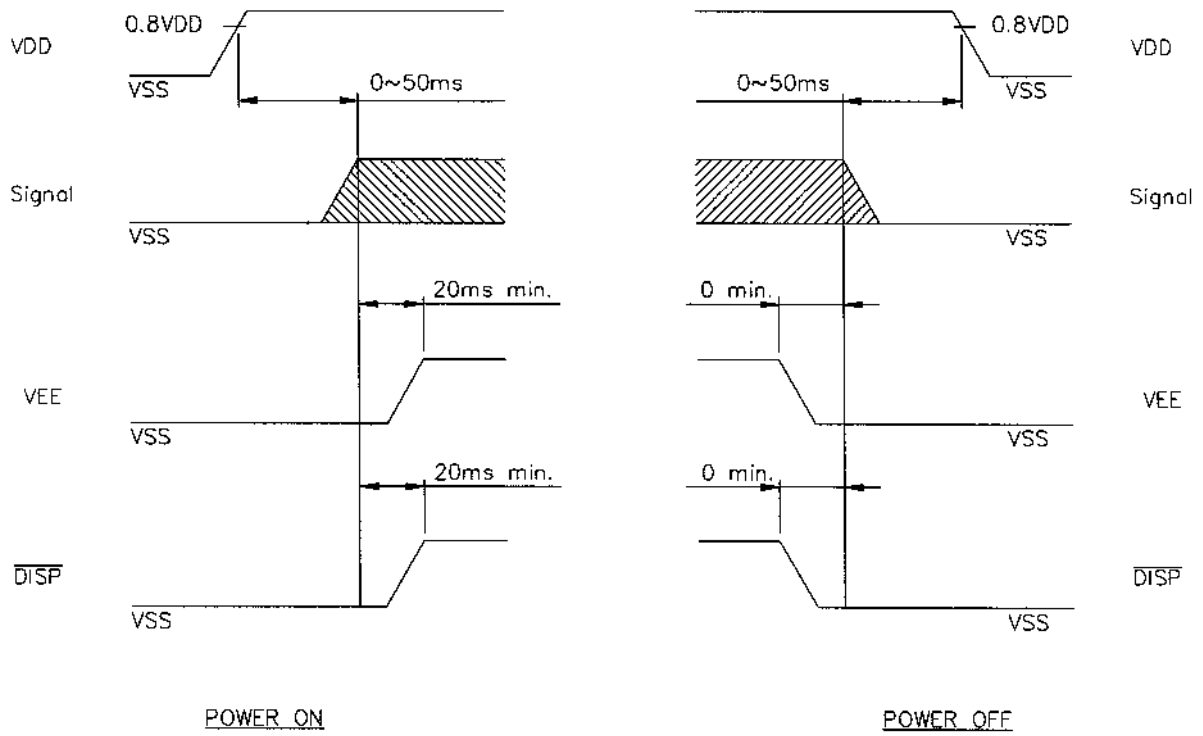 0.8VDD
0.8VDD
VDD
VDD
VSS
0~50ms
0~50ms
VSS
Signal
Signal
VSS
VSS
20ms min.
0 min.
VEE
VEE
VSS
VSS
20ms min.
0 min.
DISP
DISP
VSS
VSS
POWER ON
POWER OFF